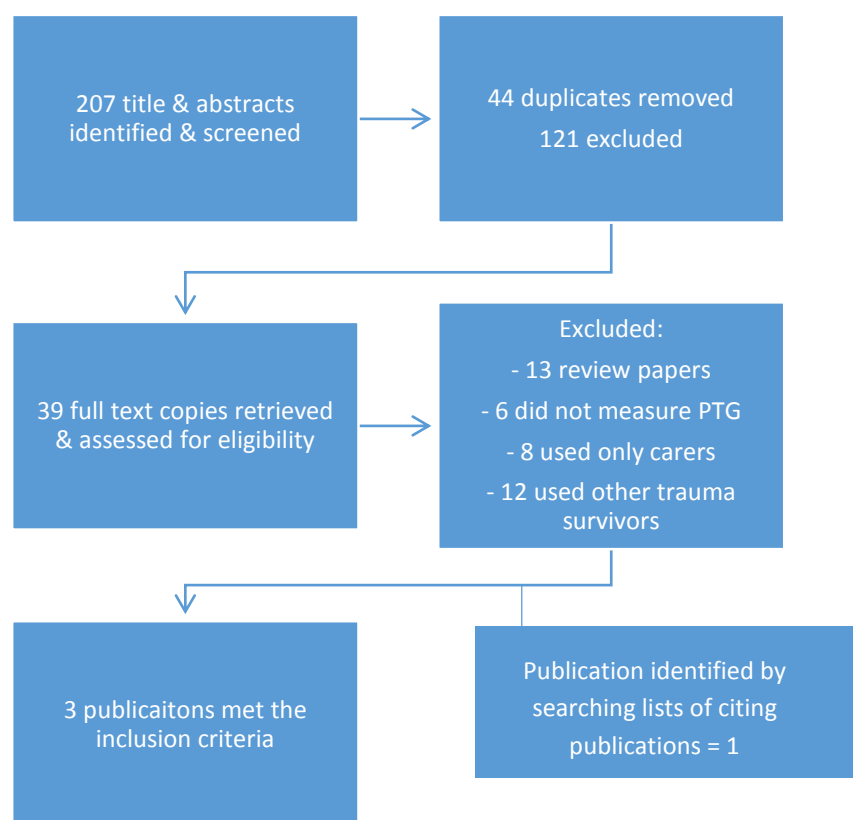 207 title & abstracts
identified & screened
44 duplicates removed
121 excluded
39 full text copies retrieved
& assessed for eligibility
Excluded:
- 13 review papers
- 6 did not measure PTG
- 8 used only carers
- 12 used other trauma
survivors
3 publicaitons met the
inclusion criteria
Publication identified by
searching lists of citing
publications = 1